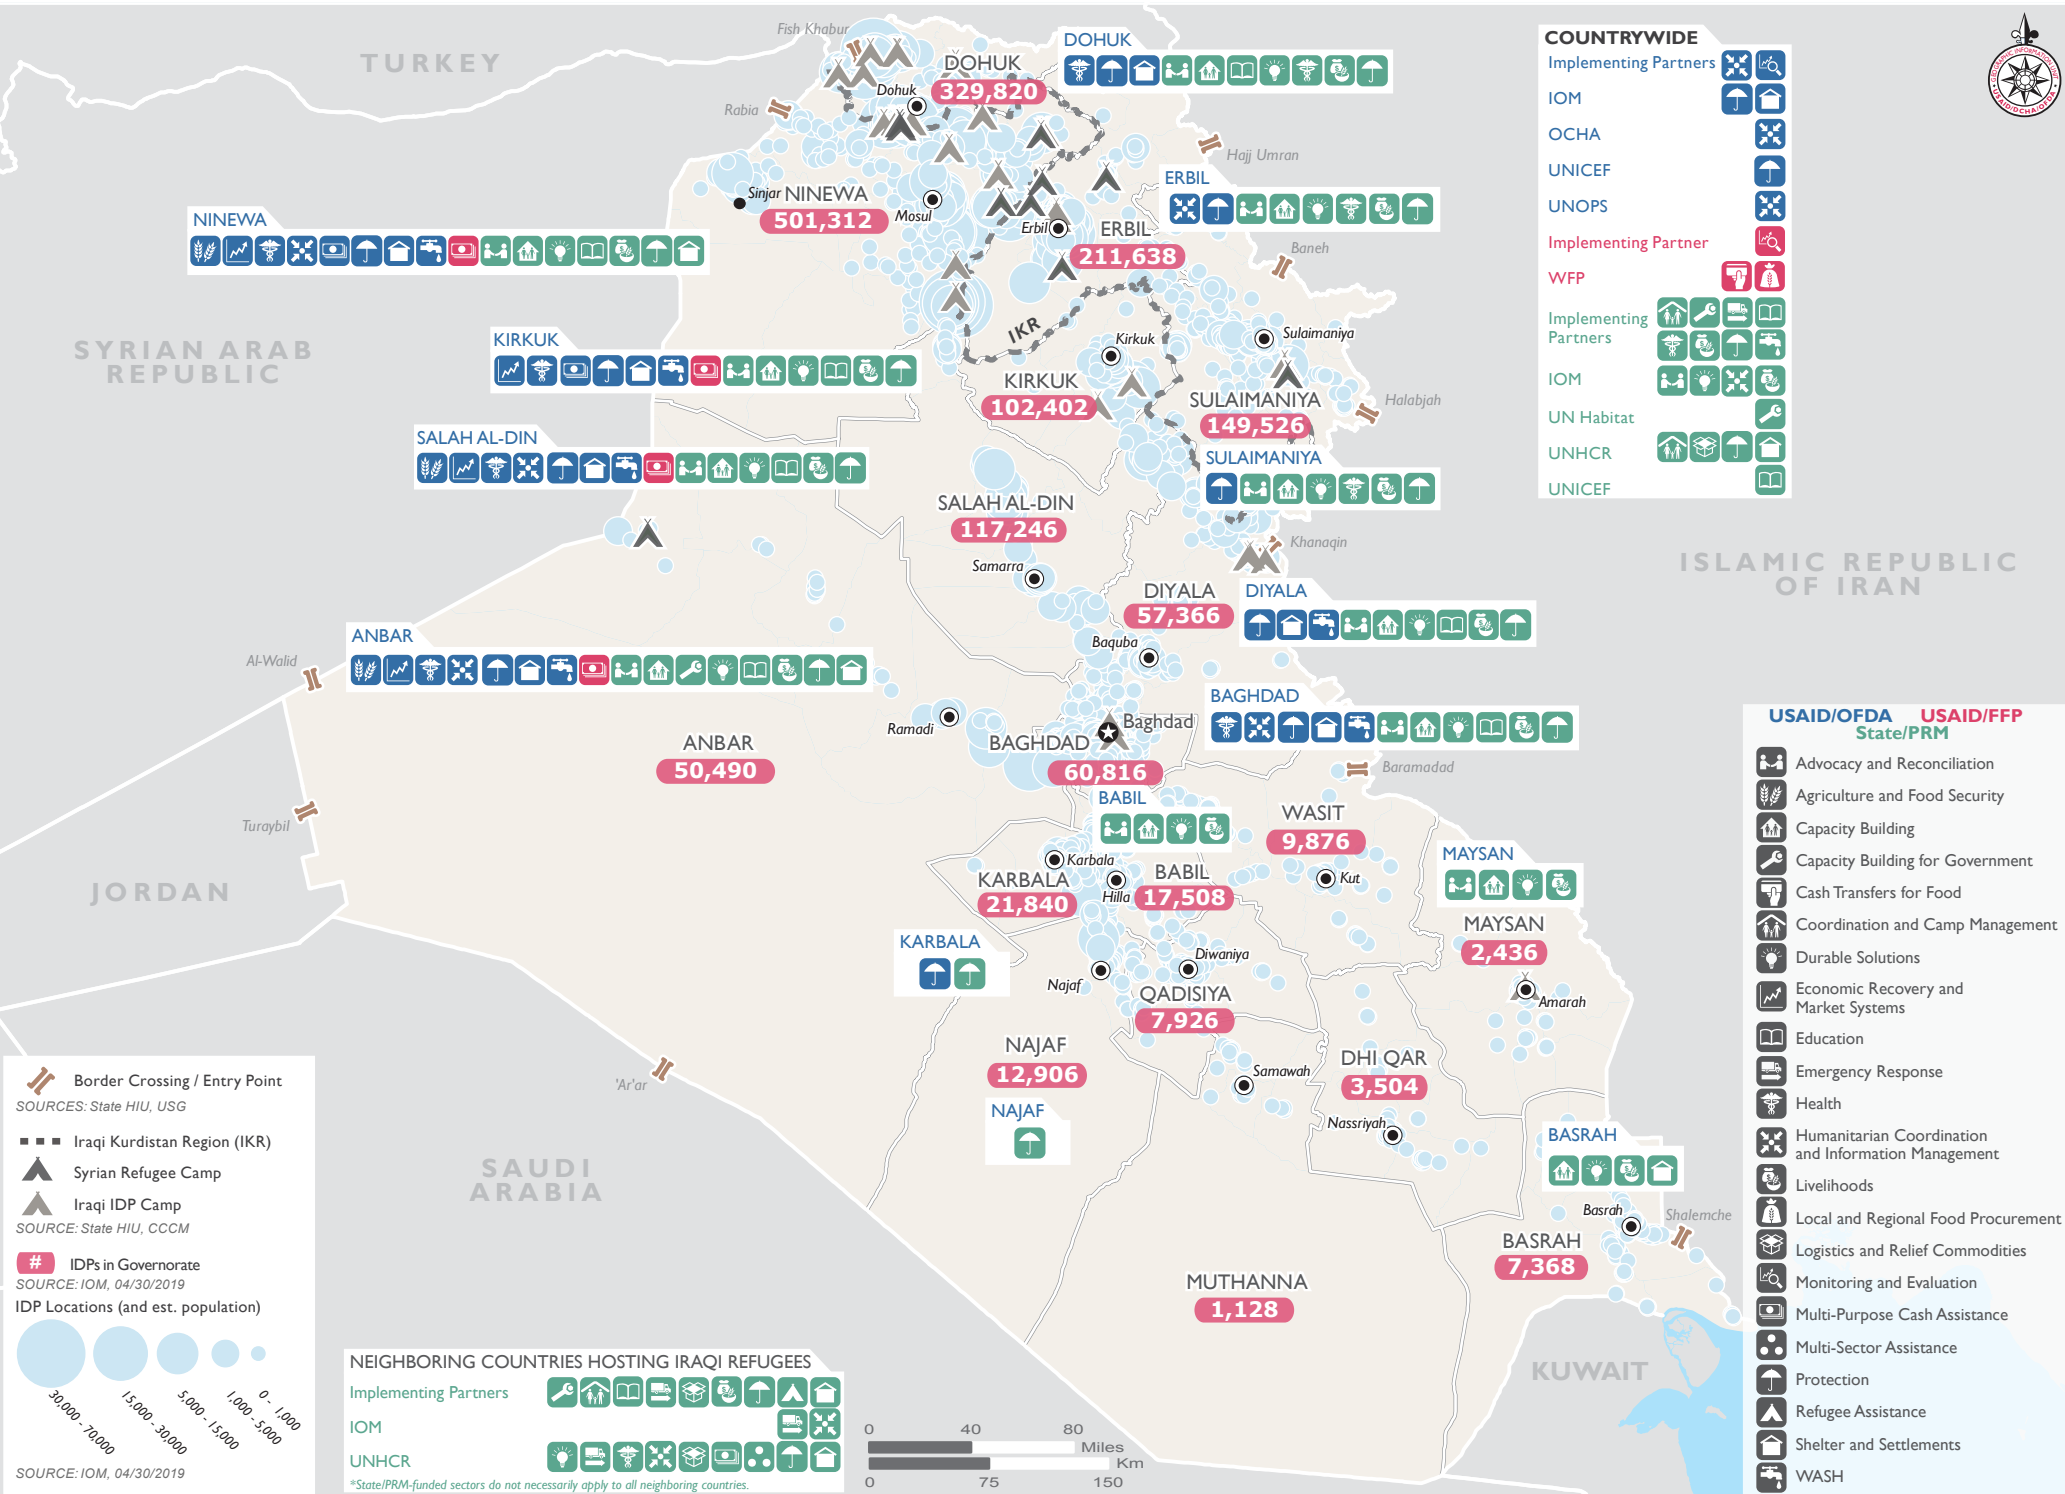 TURKEY
Fish Khabur
DOHUK
DOHUK
329,820
Dohuk
Rabia
Hajj Umran
Sinjar
NINEWA
501,312
Mosul
NINEWA
ERBIL
Erbil
ERBIL
211,638
Baneh
IKR
SYRIAN ARAB
REPUBLIC
KIRKUK
Kirkuk
KIRKUK
102,402
Sulaimaniya
SULAIMANIYA
149,526
Halabjah
SULAIMANIYA
SALAH AL-DIN
SALAH AL-DIN
117,246
Samarra
Khanaqin
ISLAMIC REPUBLIC
OF IRAN
DIYALA
57,366
DIYALA
Baquba
ANBAR
Al-Walid
Ramadi
ANBAR
50,490
Turaybil
BAGHDAD
Baghdad
BAGHDAD
60,816
Baramadad
BABIL
WASIT
9,876
Kut
MAYSAN
MAYSAN
2,436
Amarah
JORDAN
Karbala
KARBALA
21,840
Hilla
BABIL
17,508
KARBALA
Najaf
Diwaniya
QADISIYA
7,926
NAJAF
12,906
NAJAF
'Ar'ar
Samawah
DHI QAR
3,504
Nassriyah
BASRAH
Basrah
Shalemche
BASRAH
7,368
SAUDI
ARABIA
MUTHANNA
1,128
KUWAIT
COUNTRYWIDE
Implementing Partners
IOM
OCHA
UNICEF
UNOPS
Implementing Partner
WFP
Implementing
Partners
IOM
UN Habitat
UNHCR
UNICEF
GEOGRAPHIC INFORMATION UNIT
USAID/DCHA/OFDA
USAID/OFDA USAID/FFP
State/PRM
Advocacy and Reconciliation
Agriculture and Food Security
Capacity Building
Capacity Building for Government
Cash Transfers for Food
Coordination and Camp Management
Durable Solutions
Economic Recovery and
Market Systems
Education
Emergency Response
Health
Humanitarian Coordination
and Information Management
Livelihoods
Local and Regional Food Procurement
Logistics and Relief Commodities
Monitoring and Evaluation
Multi-Purpose Cash Assistance
Multi-Sector Assistance
Protection
Refugee Assistance
Shelter and Settlements
WASH
Border Crossing / Entry Point
SOURCES: State HIU, USG
Iraqi Kurdistan Region (IKR)
Syrian Refugee Camp
Iraqi IDP Camp
SOURCE: State HIU, CCCM
# IDPs in Governorate
SOURCE: IOM, 04/30/2019
IDP Locations (and est. population)
30,000 - 70,000
15,000 - 30,000
5,000 - 15,000
1,000 - 5,000
0 - 1,000
SOURCE: IOM, 04/30/2019
NEIGHBORING COUNTRIES HOSTING IRAQI REFUGEES
Implementing Partners
IOM
UNHCR
*State/PRM-funded sectors do not necessarily apply to all neighboring countries.
0 40 80
Miles
Km
0 75 150